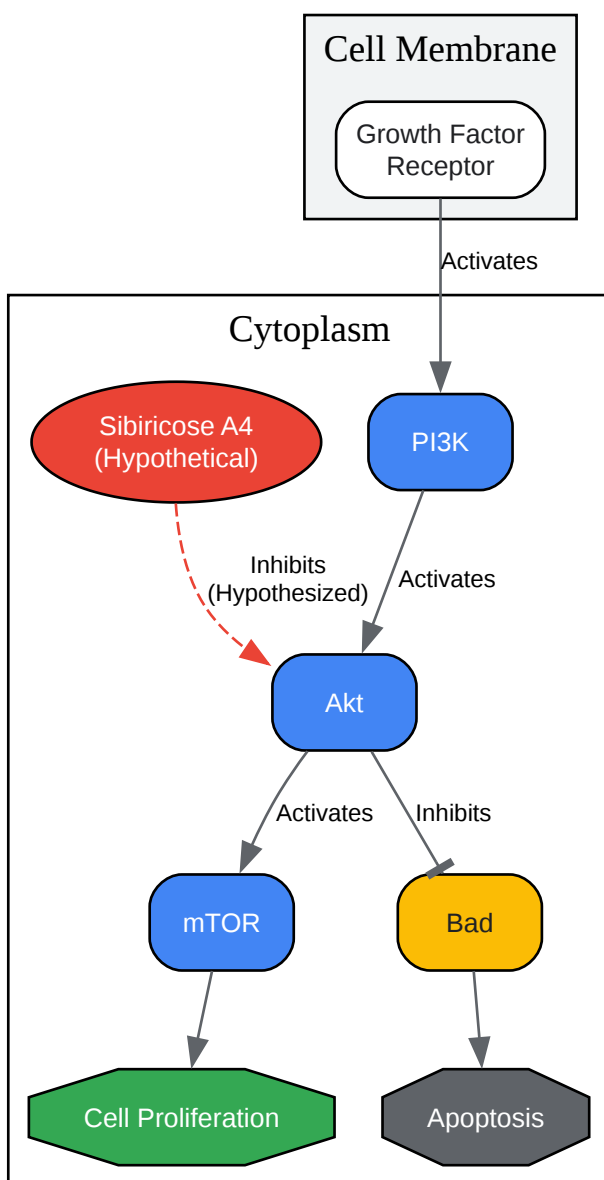 Cell Membrane
Growth Factor
Receptor
Activates
Cytoplasm
Sibiricose A4
(Hypothetical)
PI3K
Inhibits
(Hypothesized)
Activates
Akt
Activates
Inhibits
mTOR
Bad
Cell Proliferation
Apoptosis